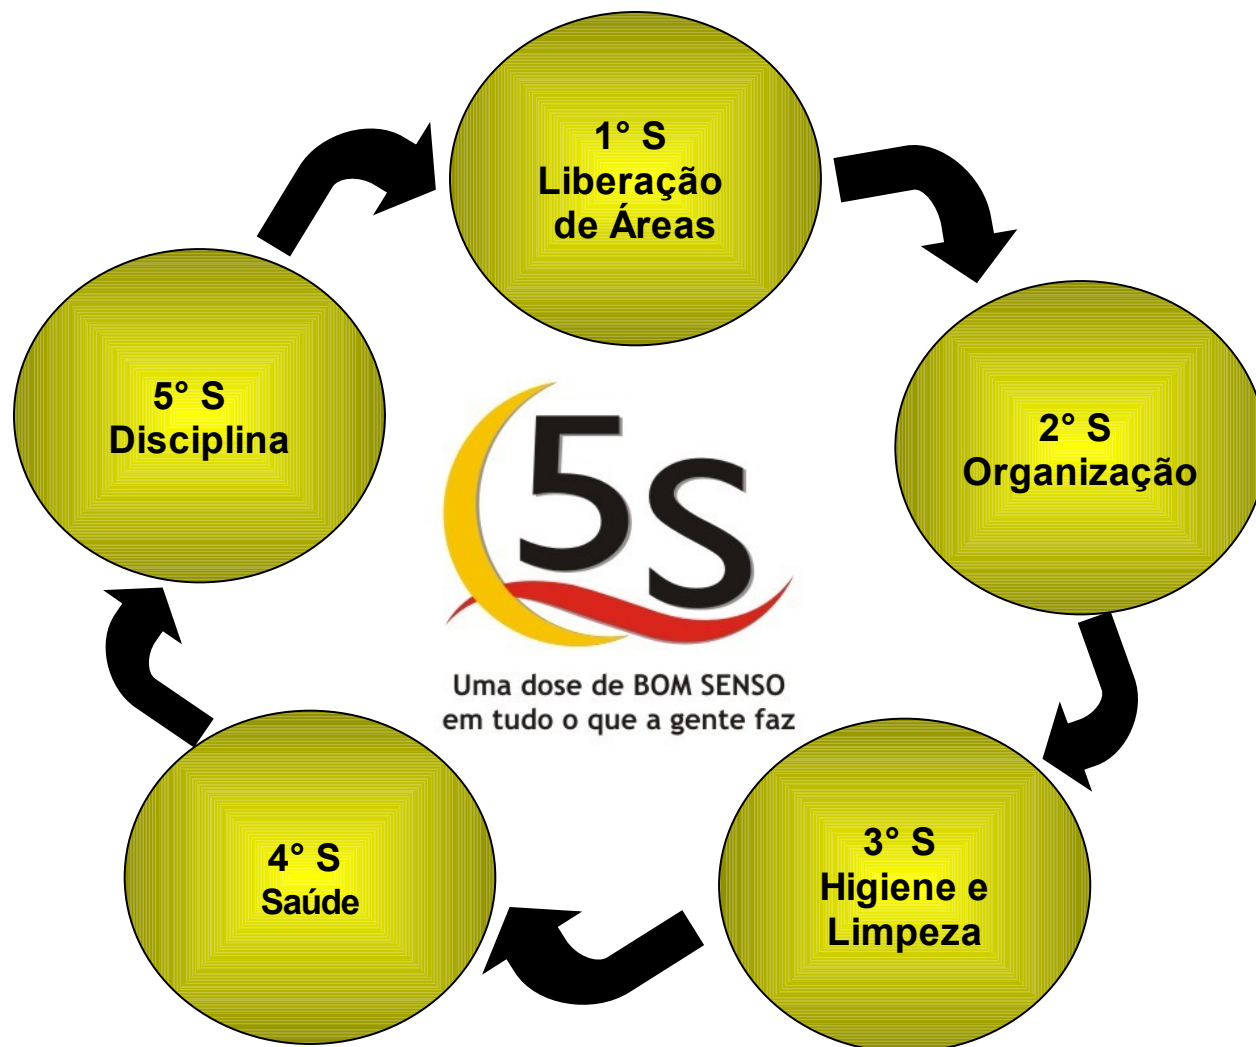 1° S
Liberação
de Áreas
2° S
Organização
3° S
Higiene e
Limpeza
4° S
Saúde
5° S
Disciplina
5S
Uma dose de BOM SENSO
em tudo o que a gente faz